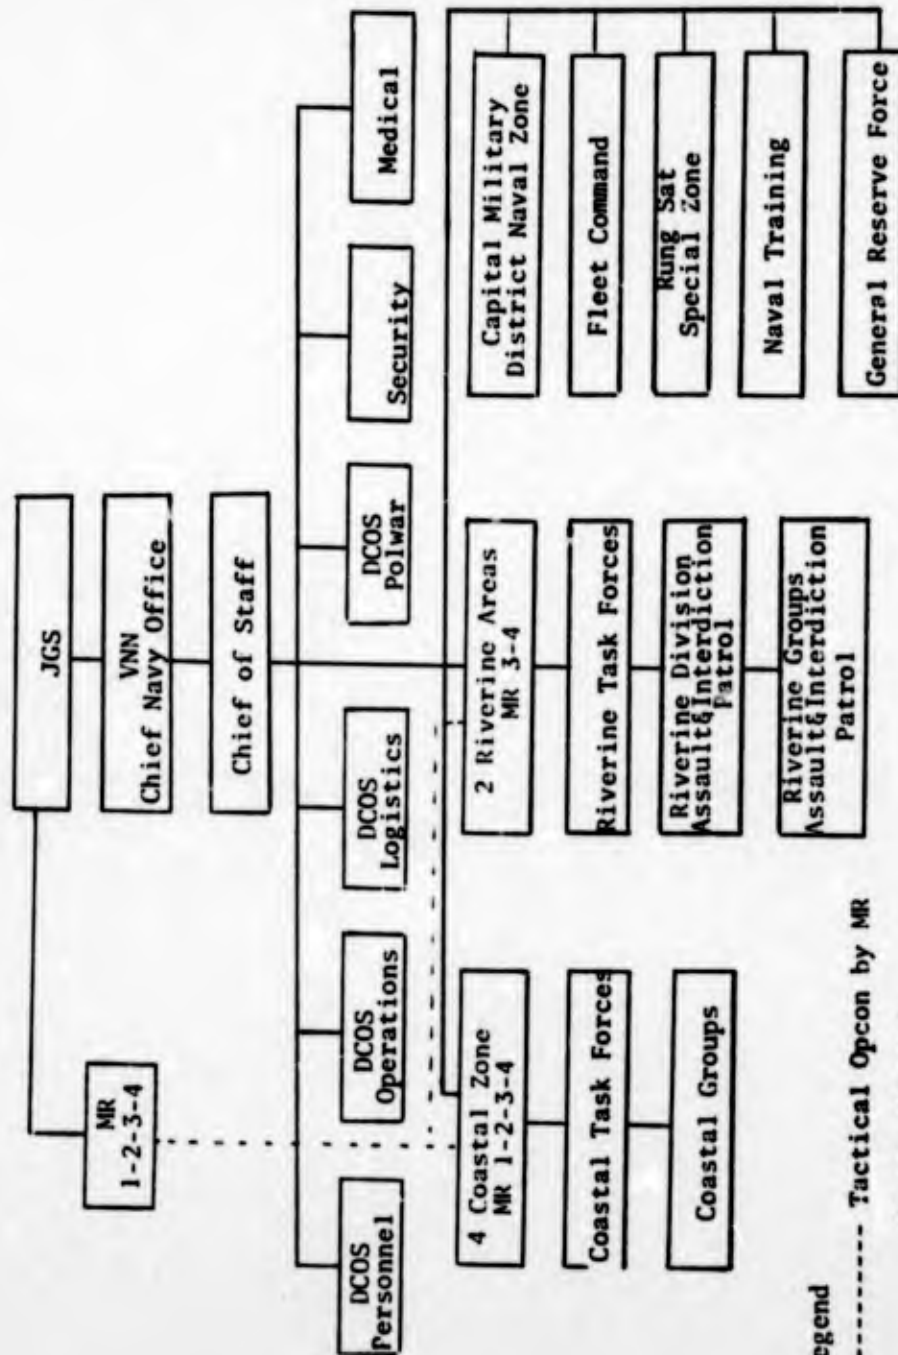 JGS
MR
1-2-3-4
VNN
Chief Navy Office
Chief of Staff
DCOS
Personnel
DCOS
Operations
DCOS
Logistics
DCOS
Polwar
Security
Medical
4 Coastal Zone
MR 1-2-3-4
Coastal Task Forces
Coastal Groups
2 Riverine Areas
MR 3-4
Riverine Task Forces
Riverine Division
Assault&Interdiction
Patrol
Riverine Groups
Assault&Interdiction
Patrol
Capital Military
District Naval Zone
Fleet Command
Rung Sat
Special Zone
Naval Training
General Reserve Force
egend
--------- Tactical Opcon by MR